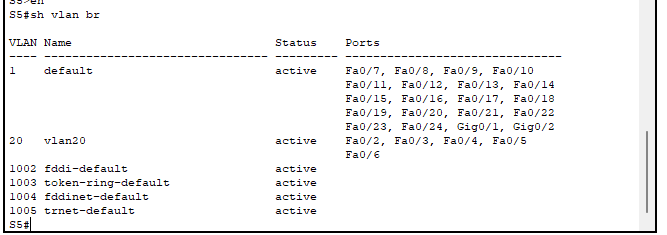 S5>en
S5#sh vlan br
VLAN Name                             Status    Ports
---- -------------------------------- --------- -------------------------------
1    default                          active    Fa0/7, Fa0/8, Fa0/9, Fa0/10
                                                Fa0/11, Fa0/12, Fa0/13, Fa0/14
                                                Fa0/15, Fa0/16, Fa0/17, Fa0/18
                                                Fa0/19, Fa0/20, Fa0/21, Fa0/22
                                                Fa0/23, Fa0/24, Gig0/1, Gig0/2
20   vlan20                           active    Fa0/2, Fa0/3, Fa0/4, Fa0/5
                                                Fa0/6
1002 fddi-default                     active
1003 token-ring-default               active
1004 fddinet-default                  active
1005 trnet-default                    active
S5#